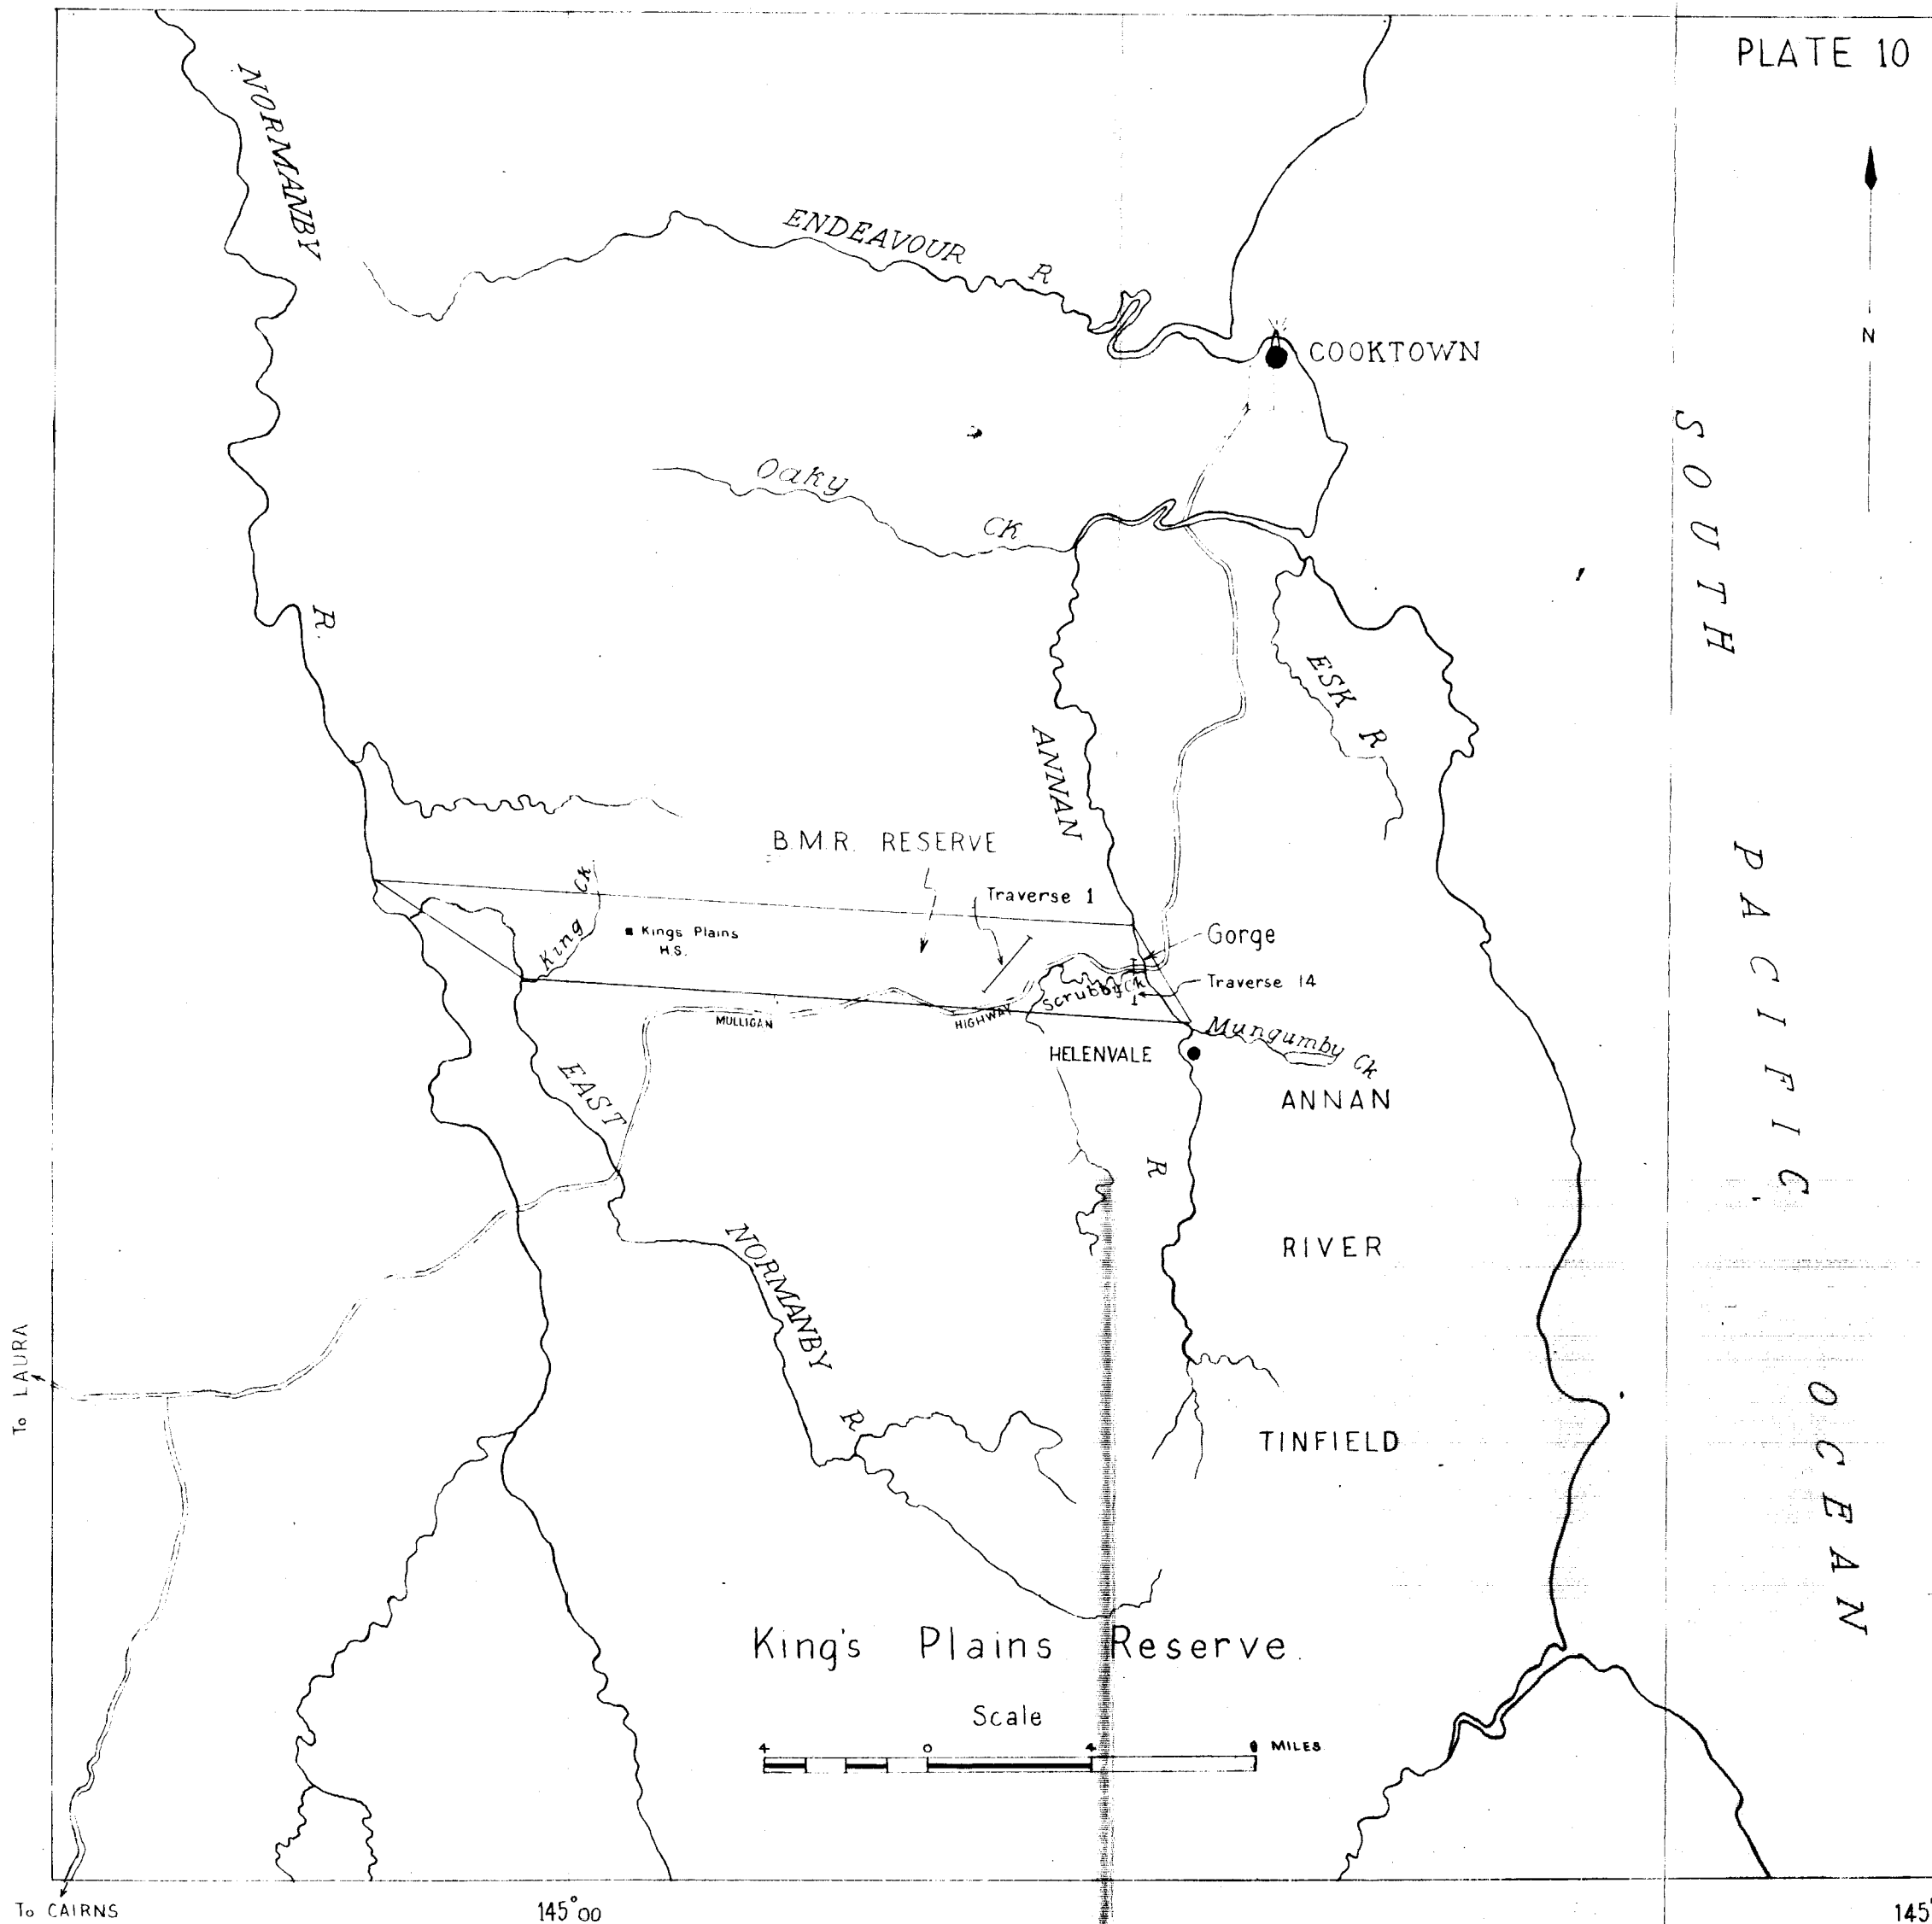 PLATE 10
NORMANBY
ENDEAVOUR R
N
COOKTOWN
Oaky CK
R.
ESK R
ANNAN
SOUTH PACIFIC OCEAN
B.M.R. RESERVE
Traverse 1
King Ck
Kings Plains
H.S.
Gorge
Scrubby Ck
Traverse 14
MULLIGAN HIGHWAY
Mungumby Ck
HELENVALE
EAST
ANNAN
R
RIVER
NORMANBY
R
TINFIELD
To LAURA
King's Plains Reserve.
Scale
4 0 4 MILES
To CAIRNS
145°00
145°